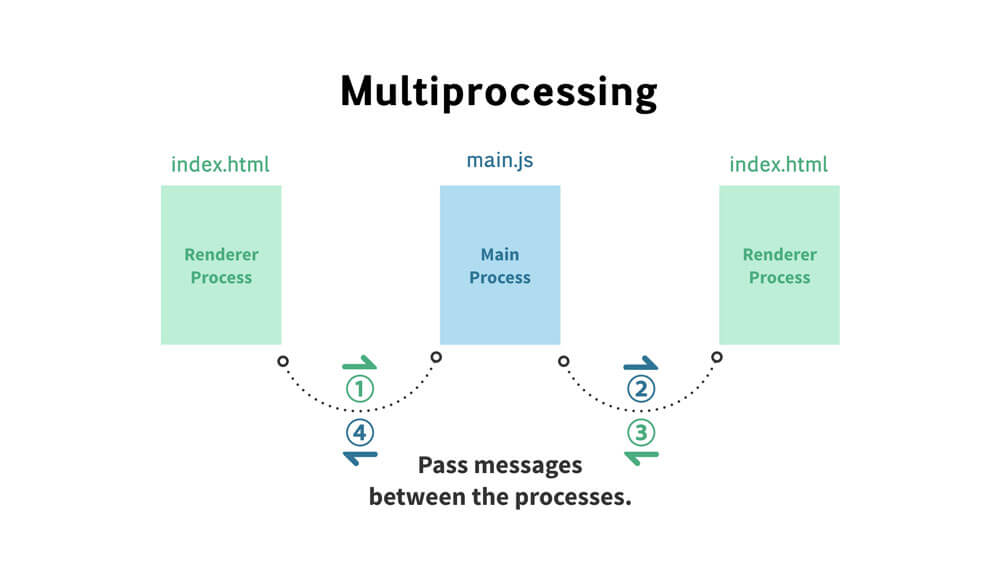 Multiprocessing
index.html
main.js
index.html
Renderer
Process
Main
Process
Renderer
Process
①
②
④
③
Pass messages
between the processes.